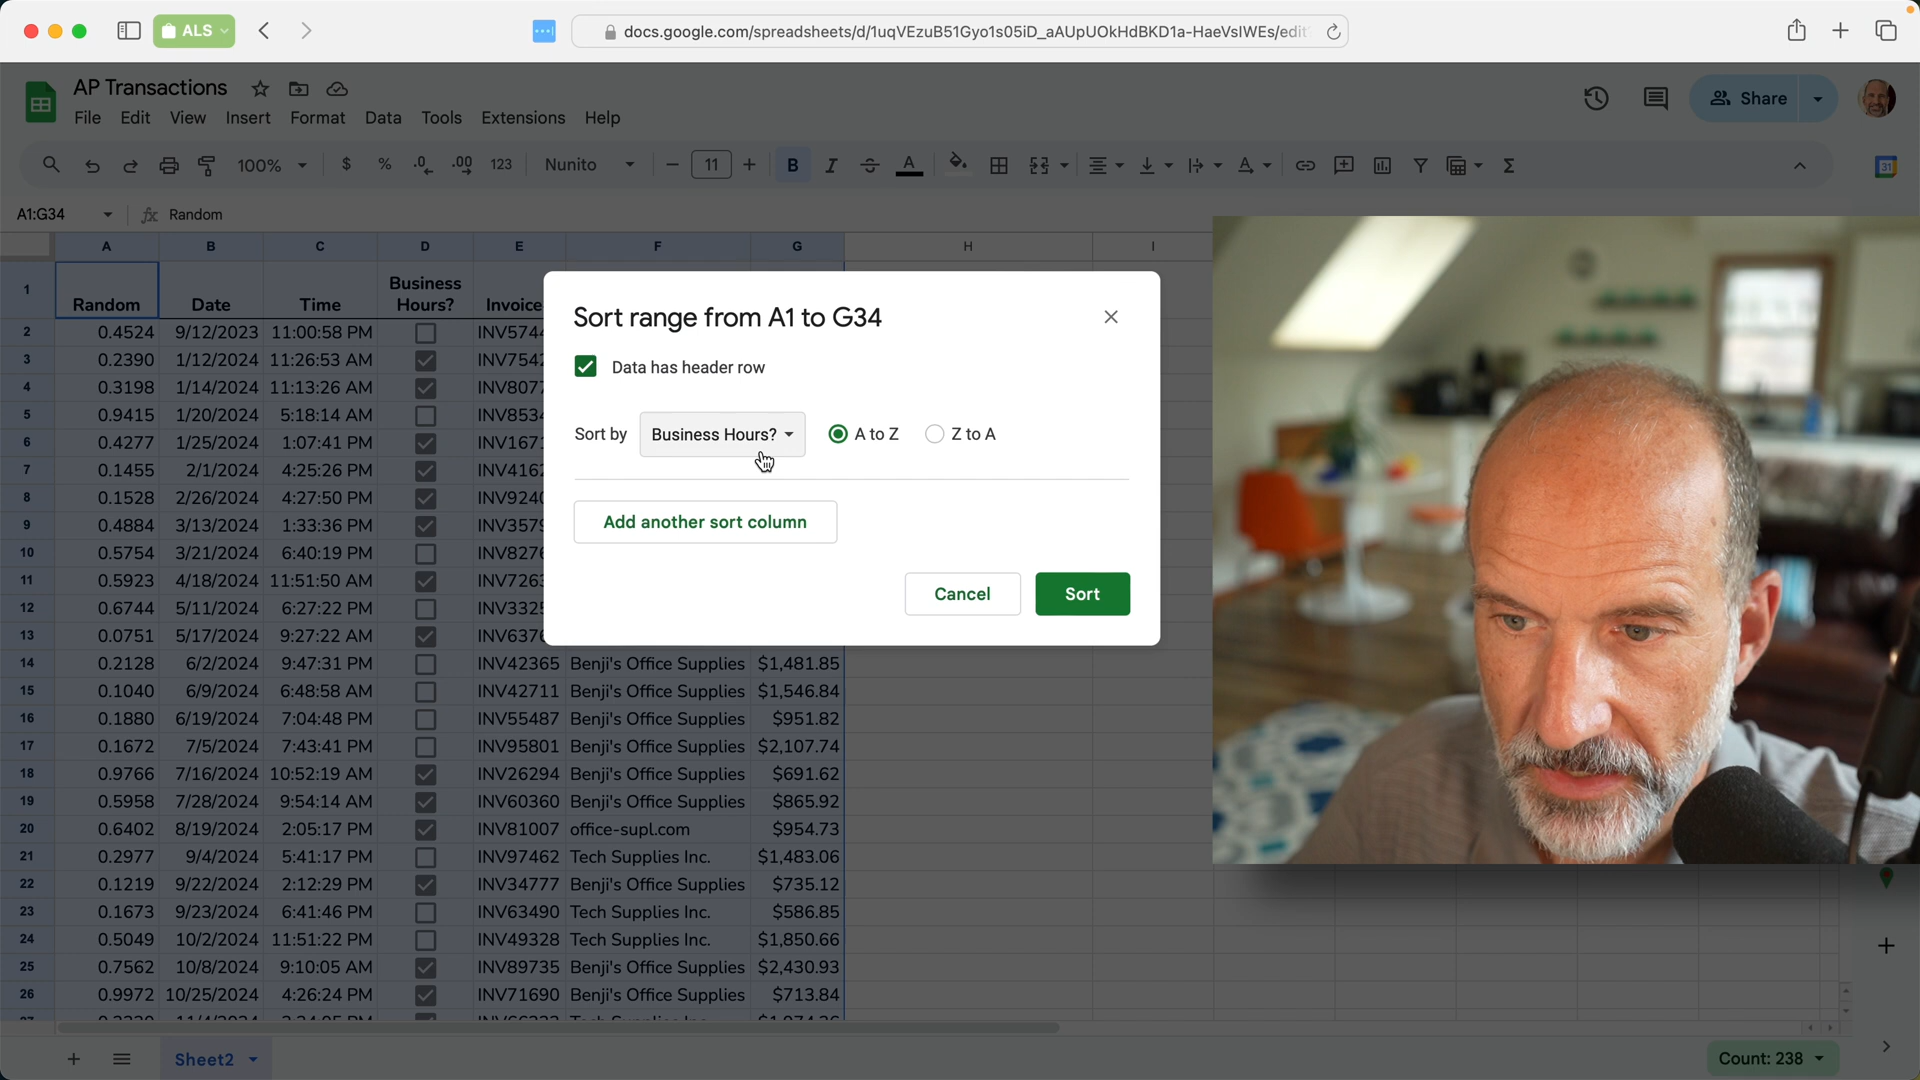 ALS
docs.google.com/spreadsheets/d/1uqVEzuB51Gyo1s05iD_aAUpUOkHdBKD1a-HaeVsIWEs/edit
AP Transactions
File Edit View Insert Format Data Tools Extensions Help
Share
100% $ % .0 .00 123 Nunito 11 B I A
31
A1:G34 fx Random
A B C D E F G H I
1 Random Date Time Business Hours? Invoice
2 0.4524 9/12/2023 11:00:58 PM INV5744
3 0.2390 1/12/2024 11:26:53 AM INV7542
4 0.3198 1/14/2024 11:13:26 AM INV8077
5 0.9415 1/20/2024 5:18:14 AM INV8534
6 0.4277 1/25/2024 1:07:41 PM INV1671
7 0.1455 2/1/2024 4:25:26 PM INV4162
8 0.1528 2/26/2024 4:27:50 PM INV9240
9 0.4884 3/13/2024 1:33:36 PM INV3579
10 0.5754 3/21/2024 6:40:19 PM INV8276
11 0.5923 4/18/2024 11:51:50 AM INV7263
12 0.6744 5/11/2024 6:27:22 PM INV3325
13 0.0751 5/17/2024 9:27:22 AM INV6376
14 0.2128 6/2/2024 9:47:31 PM INV42365 Benji's Office Supplies $1,481.85
15 0.1040 6/9/2024 6:48:58 AM INV42711 Benji's Office Supplies $1,546.84
16 0.1880 6/19/2024 7:04:48 PM INV55487 Benji's Office Supplies $951.82
17 0.1672 7/5/2024 7:43:41 PM INV95801 Benji's Office Supplies $2,107.74
18 0.9766 7/16/2024 10:52:19 AM INV26294 Benji's Office Supplies $691.62
19 0.5958 7/28/2024 9:54:14 AM INV60360 Benji's Office Supplies $865.92
20 0.6402 8/19/2024 2:05:17 PM INV81007 office-supl.com $954.73
21 0.2977 9/4/2024 5:41:17 PM INV97462 Tech Supplies Inc. $1,483.06
22 0.1219 9/22/2024 2:12:29 PM INV34777 Benji's Office Supplies $735.12
23 0.1673 9/23/2024 6:41:46 PM INV63490 Tech Supplies Inc. $586.85
24 0.5049 10/2/2024 11:51:22 PM INV49328 Tech Supplies Inc. $1,850.66
25 0.7562 10/8/2024 9:10:05 AM INV89735 Benji's Office Supplies $2,430.93
26 0.9972 10/25/2024 4:26:24 PM INV71690 Benji's Office Supplies $713.84
Sort range from A1 to G34
Data has header row
Sort by Business Hours? A to Z Z to A
Add another sort column
Cancel Sort
Sheet2
Count: 238